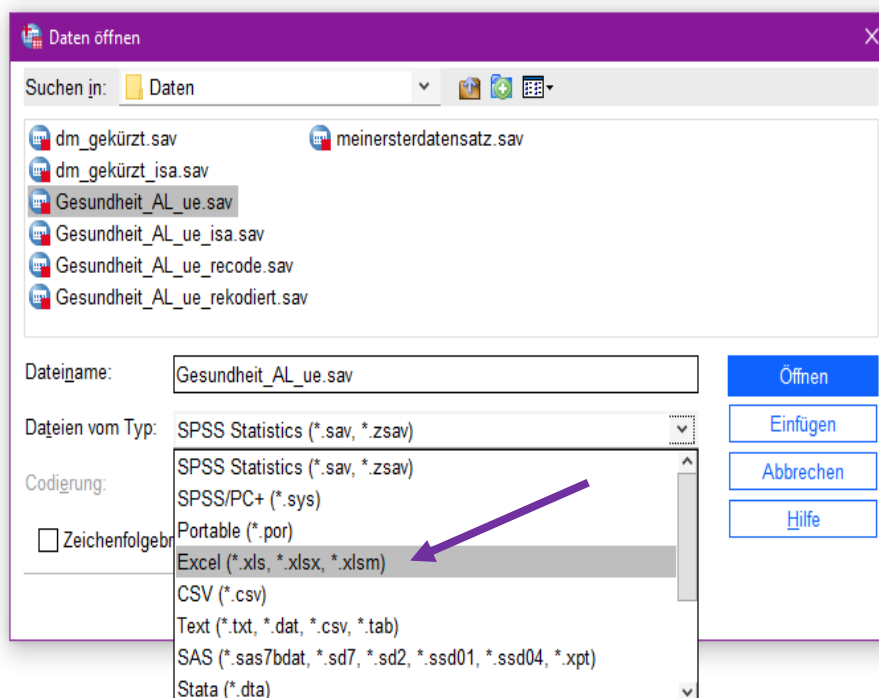 Daten öffnen
Suchen in: Daten
dm_gekürzt.sav
dm_gekürzt_isa.sav
Gesundheit_AL_ue.sav
Gesundheit_AL_ue_isa.sav
Gesundheit_AL_ue_recode.sav
Gesundheit_AL_ue_rekodiert.sav
meinersterdatensatz.sav
Dateiname: Gesundheit_AL_ue.sav
Öffnen
Dateien vom Typ: SPSS Statistics (*.sav, *.zsav)
Einfügen
SPSS Statistics (*.sav, *.zsav)
Abbrechen
Codierung:
SPSS/PC+ (*.sys)
Hilfe
Portable (*.por)
Zeichenfolgebr
Excel (*.xls, *.xlsx, *.xlsm)
CSV (*.csv)
Text (*.txt, *.dat, *.csv, *.tab)
SAS (*.sas7bdat, *.sd7, *.sd2, *.ssd01, *.ssd04, *.xpt)
Stata (*.dta)